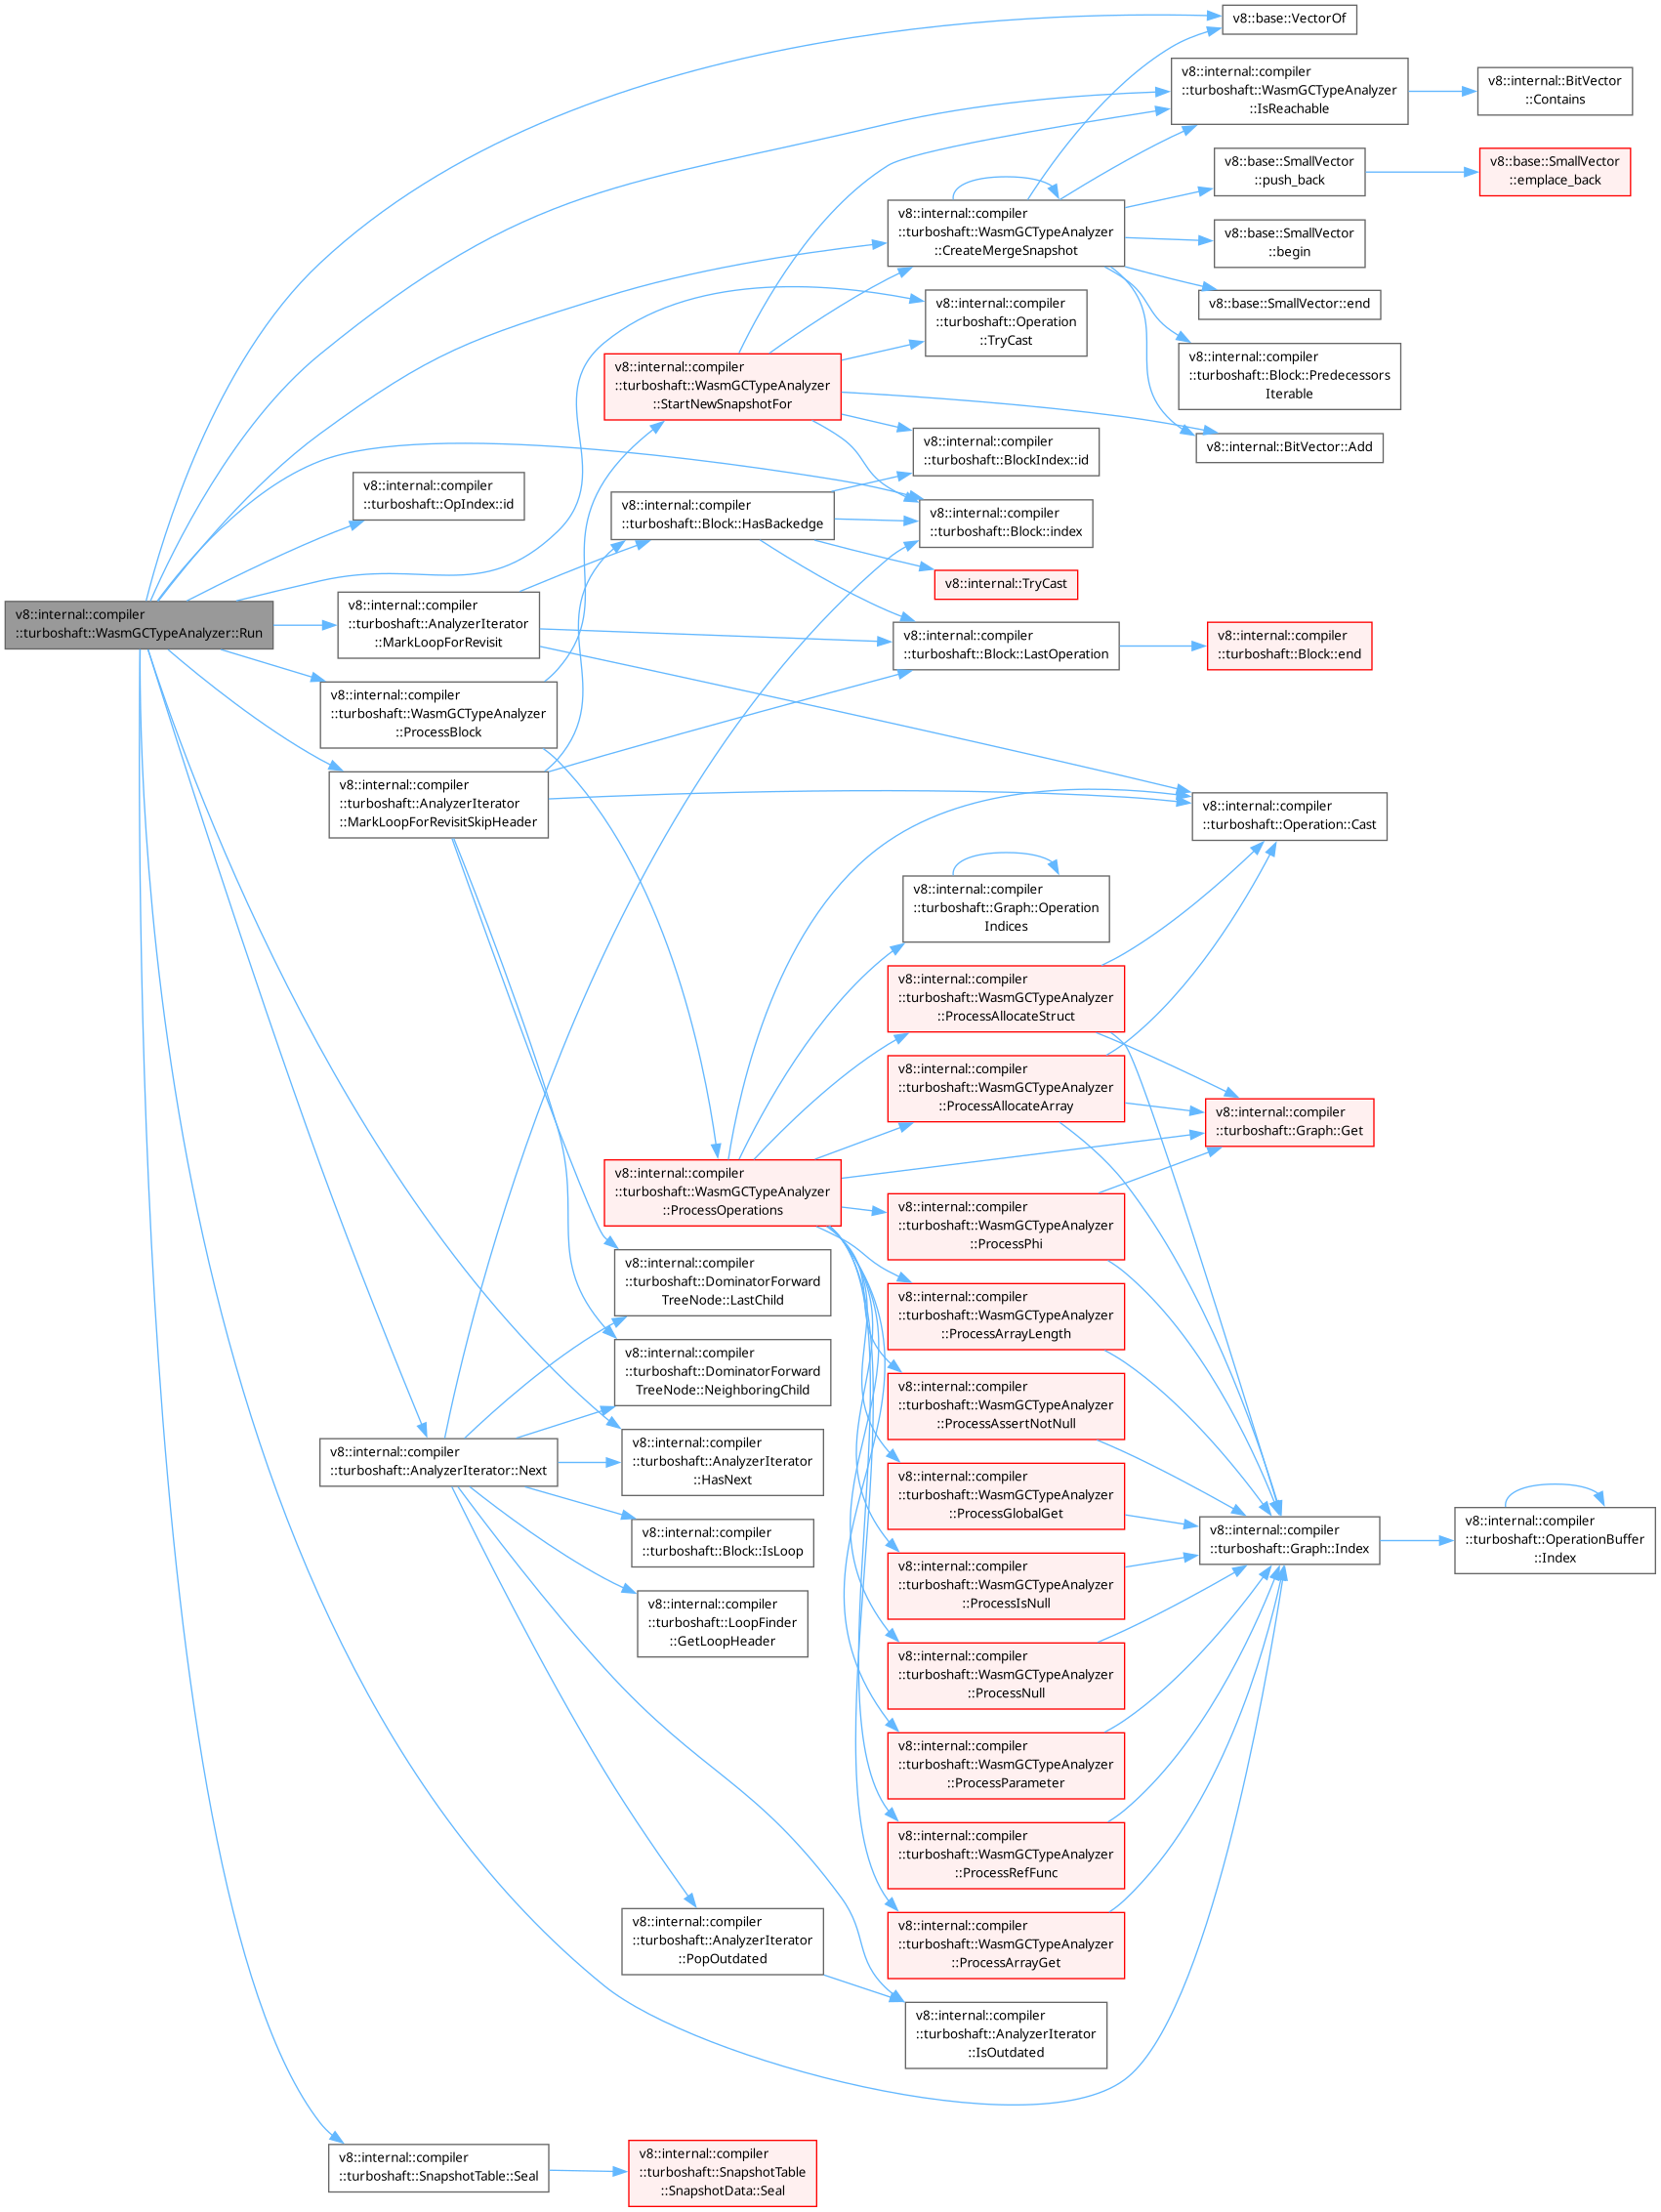 v8::base::VectorOf
v8::internal::compiler
::turboshaft::WasmGCTypeAnalyzer
::IsReachable
v8::internal::BitVector
::Contains
v8::base::SmallVector
::push_back
v8::base::SmallVector
::emplace_back
v8::internal::compiler
::turboshaft::WasmGCTypeAnalyzer
::CreateMergeSnapshot
v8::base::SmallVector
::begin
v8::base::SmallVector::end
v8::internal::compiler
::turboshaft::Operation
::TryCast
v8::internal::compiler
::turboshaft::Block::Predecessors
Iterable
v8::internal::compiler
::turboshaft::WasmGCTypeAnalyzer
::StartNewSnapshotFor
v8::internal::BitVector::Add
v8::internal::compiler
::turboshaft::BlockIndex::id
v8::internal::compiler
::turboshaft::OpIndex::id
v8::internal::compiler
::turboshaft::Block::HasBackedge
v8::internal::compiler
::turboshaft::Block::index
v8::internal::TryCast
v8::internal::compiler
::turboshaft::WasmGCTypeAnalyzer::Run
v8::internal::compiler
::turboshaft::AnalyzerIterator
::MarkLoopForRevisit
v8::internal::compiler
::turboshaft::Block::LastOperation
v8::internal::compiler
::turboshaft::Block::end
v8::internal::compiler
::turboshaft::WasmGCTypeAnalyzer
::ProcessBlock
v8::internal::compiler
::turboshaft::AnalyzerIterator
::MarkLoopForRevisitSkipHeader
v8::internal::compiler
::turboshaft::Operation::Cast
v8::internal::compiler
::turboshaft::Graph::Operation
Indices
v8::internal::compiler
::turboshaft::WasmGCTypeAnalyzer
::ProcessAllocateStruct
v8::internal::compiler
::turboshaft::WasmGCTypeAnalyzer
::ProcessAllocateArray
v8::internal::compiler
::turboshaft::Graph::Get
v8::internal::compiler
::turboshaft::WasmGCTypeAnalyzer
::ProcessOperations
v8::internal::compiler
::turboshaft::WasmGCTypeAnalyzer
::ProcessPhi
v8::internal::compiler
::turboshaft::DominatorForward
TreeNode::LastChild
v8::internal::compiler
::turboshaft::WasmGCTypeAnalyzer
::ProcessArrayLength
v8::internal::compiler
::turboshaft::DominatorForward
TreeNode::NeighboringChild
v8::internal::compiler
::turboshaft::WasmGCTypeAnalyzer
::ProcessAssertNotNull
v8::internal::compiler
::turboshaft::AnalyzerIterator::Next
v8::internal::compiler
::turboshaft::AnalyzerIterator
::HasNext
v8::internal::compiler
::turboshaft::WasmGCTypeAnalyzer
::ProcessGlobalGet
v8::internal::compiler
::turboshaft::Block::IsLoop
v8::internal::compiler
::turboshaft::Graph::Index
v8::internal::compiler
::turboshaft::OperationBuffer
::Index
v8::internal::compiler
::turboshaft::WasmGCTypeAnalyzer
::ProcessIsNull
v8::internal::compiler
::turboshaft::LoopFinder
::GetLoopHeader
v8::internal::compiler
::turboshaft::WasmGCTypeAnalyzer
::ProcessNull
v8::internal::compiler
::turboshaft::WasmGCTypeAnalyzer
::ProcessParameter
v8::internal::compiler
::turboshaft::WasmGCTypeAnalyzer
::ProcessRefFunc
v8::internal::compiler
::turboshaft::AnalyzerIterator
::PopOutdated
v8::internal::compiler
::turboshaft::WasmGCTypeAnalyzer
::ProcessArrayGet
v8::internal::compiler
::turboshaft::AnalyzerIterator
::IsOutdated
v8::internal::compiler
::turboshaft::SnapshotTable::Seal
v8::internal::compiler
::turboshaft::SnapshotTable
::SnapshotData::Seal